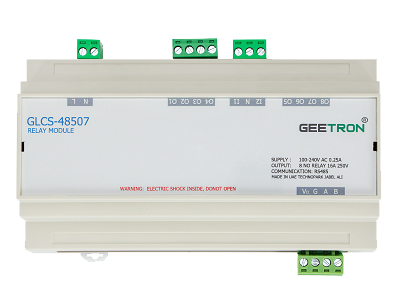 L N
O4 O3 O2 O1
I2 N I1
O8 O7 O6 O5
GLCS-48507
RELAY MODULE
GEETRON®
SUPPLY : 100-240V AC 0.25A
OUTPUT: 8 NO RELAY 16A 250V
COMMUNICATION: RS485
MADE IN UAE TECHNOPARK JABEL ALI
WARNING: ELECTRIC SHOCK INSIDE, DONOT OPEN
G A B